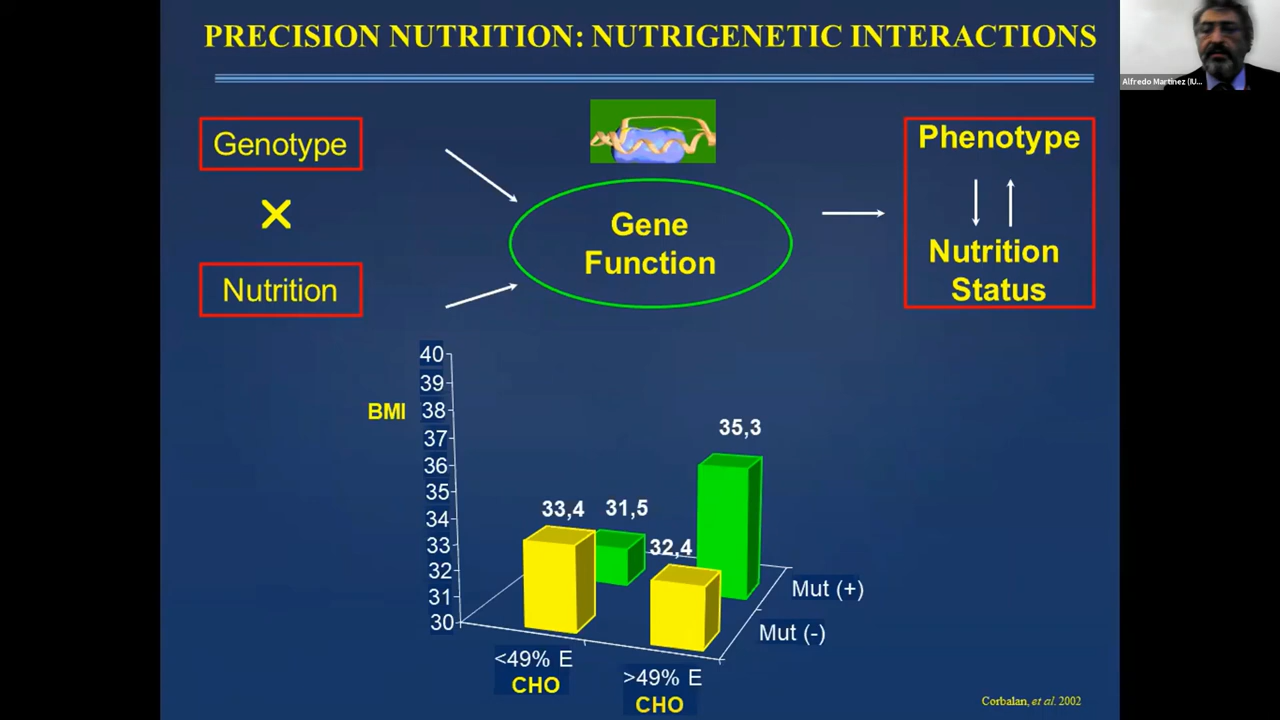 PRECISION NUTRITION: NUTRIGENETIC INTERACTIONS
Alfredo Martínez (IU...
Genotype
×
Nutrition
Gene
Function
Phenotype
Nutrition
Status
BMI
40
39
38
37
36
35
34
33
32
31
30
33,4
31,5
32,4
35,3
Mut (+)
Mut (-)
<49% E
CHO
>49% E
CHO
Corbalan, et al. 2002